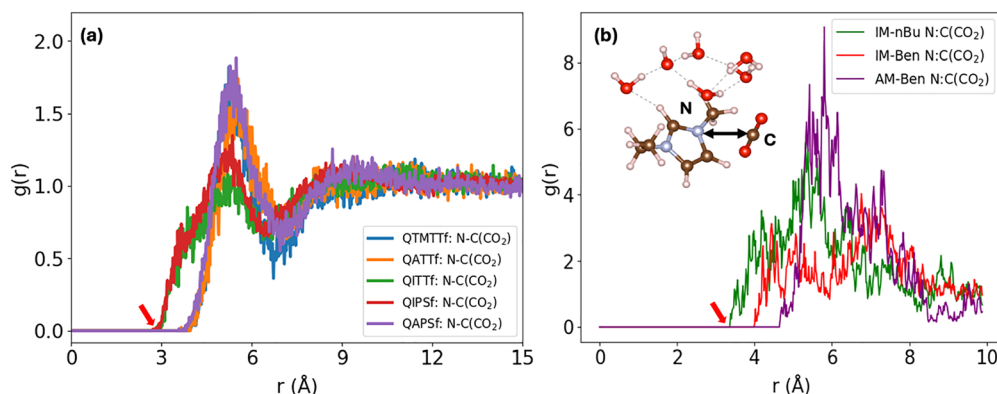 (a)
g(r)
2.0
1.5
1.0
0.5
0.0
0
3
6
9
12
15
r (Å)
QTMTTf: N-C(CO₂)
QATTf: N-C(CO₂)
QITTf: N-C(CO₂)
QIPSf: N-C(CO₂)
QAPSf: N-C(CO₂)
(b)
g(r)
8
6
4
2
0
0
2
4
6
8
10
r (Å)
IM-nBu N:C(CO₂)
IM-Ben N:C(CO₂)
AM-Ben N:C(CO₂)
N
C